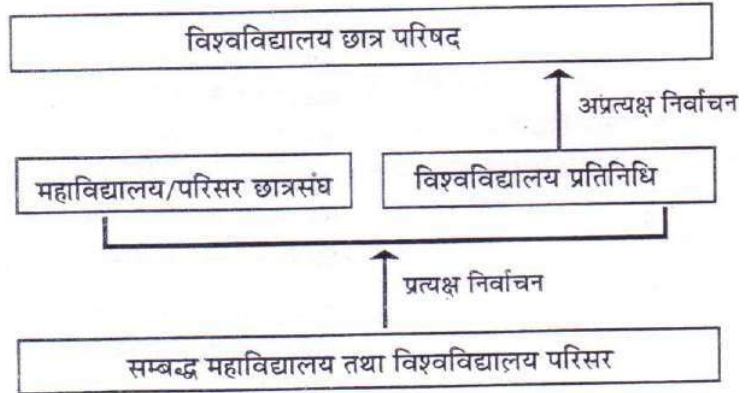 विश्वविद्यालय छात्र परिषद
अप्रत्यक्ष निर्वाचन
महाविद्यालय/परिसर छात्रसंघ
विश्वविद्यालय प्रतिनिधि
प्रत्यक्ष निर्वाचन
सम्बद्ध महाविद्यालय तथा विश्वविद्यालय परिसर